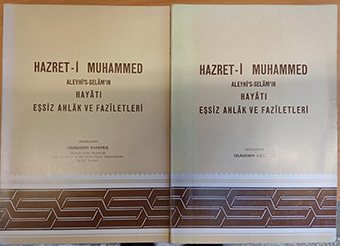 HAZRET-İ MUHAMMED
ALEYHİ'S-SELÂM'IN
HAYÂTI
EŞSİZ AHLÂK VE FAZİLETLERİ
HAZRET-İ MUHAMMED
ALEYHİ'S-SELÂM'IN
HAYÂTI
EŞSİZ AHLÂK VE FAZİLETLERİ